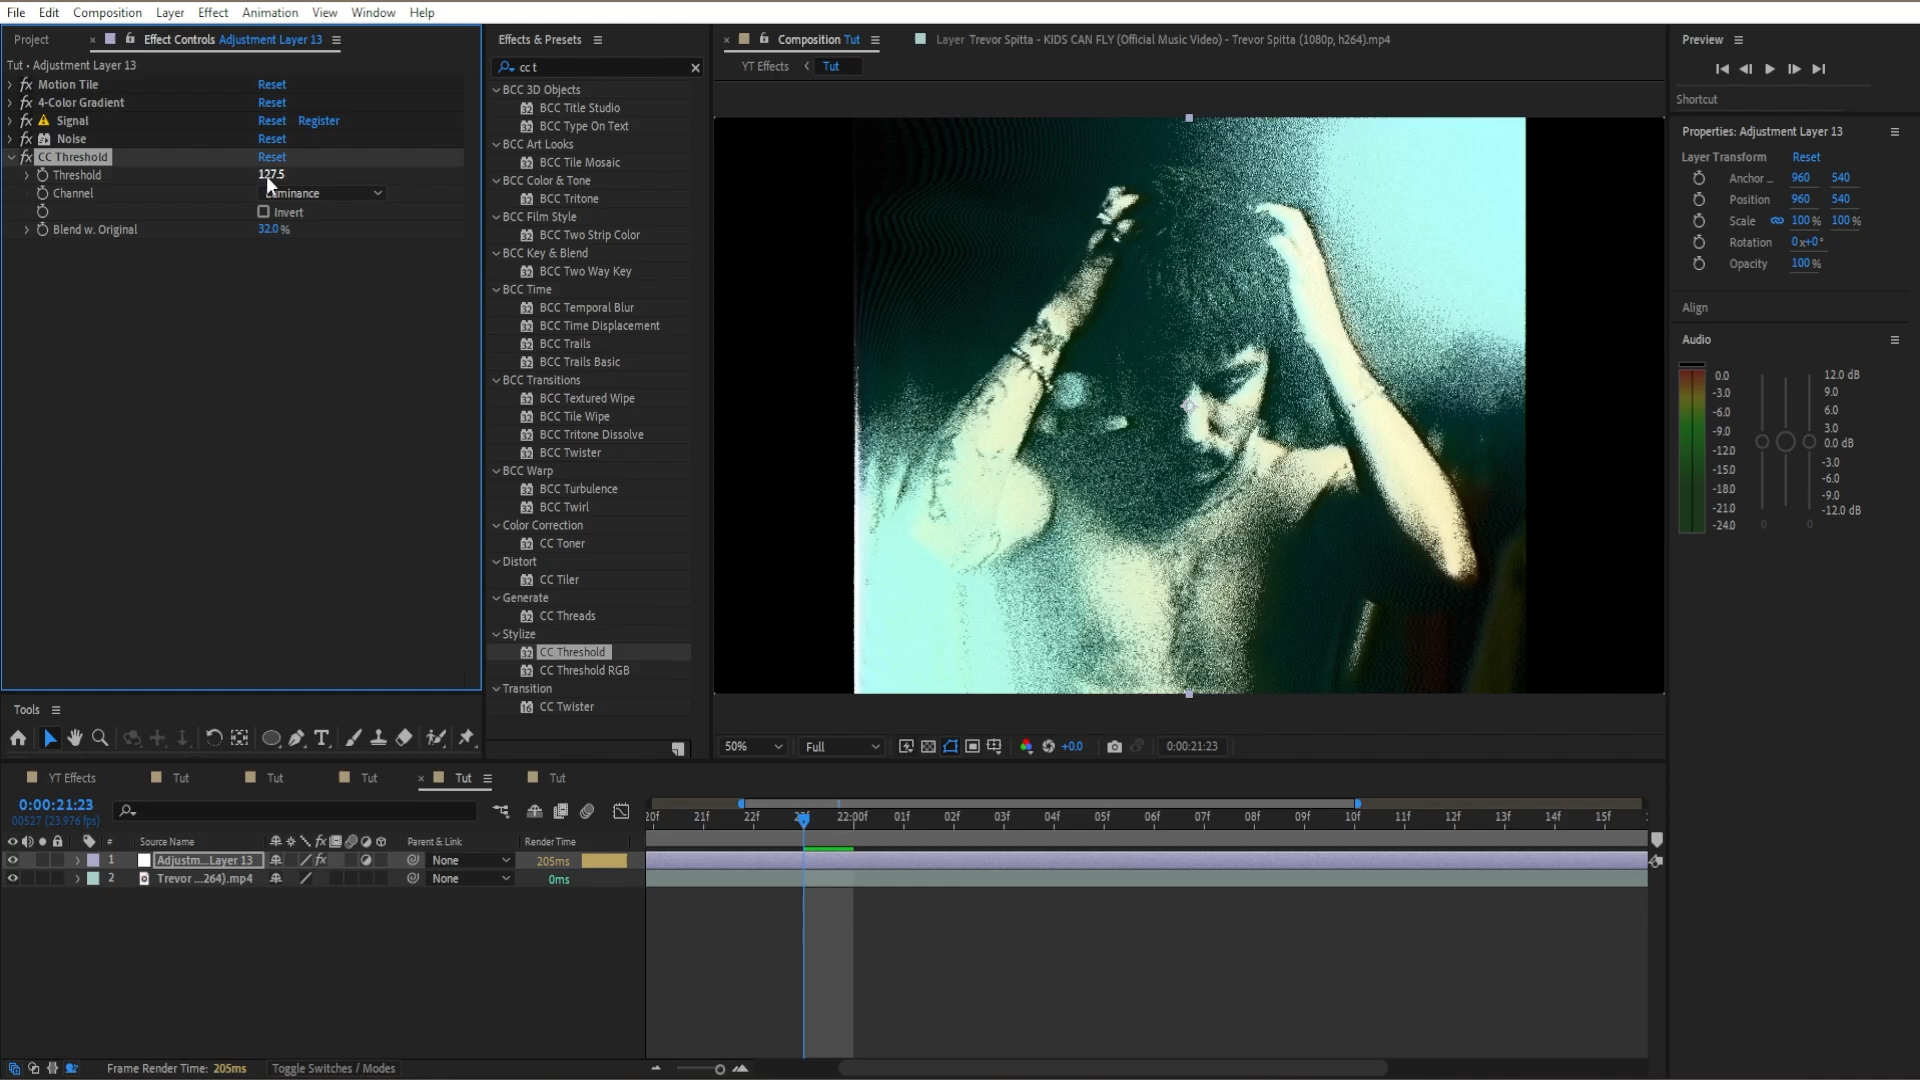 File Edit Composition Layer Effect Animation View Window Help
Project × Effect Controls Adjustment Layer 13
Tut • Adjustment Layer 13
fx Motion Tile Reset
fx 4-Color Gradient Reset
fx Signal Reset Register
fx Noise Reset
fx CC Threshold Reset
Threshold 127.5
Channel
Invert
Blend w. Original 32.0 %
Effects & Presets
cc t
BCC 3D Objects
BCC Title Studio
BCC Type On Text
BCC Art Looks
BCC Tile Mosaic
BCC Color & Tone
BCC Tritone
BCC Film Style
BCC Two Strip Color
BCC Key & Blend
BCC Two Way Key
BCC Time
BCC Temporal Blur
BCC Time Displacement
BCC Trails
BCC Trails Basic
BCC Transitions
BCC Textured Wipe
BCC Tile Wipe
BCC Tritone Dissolve
BCC Twister
BCC Warp
BCC Turbulence
BCC Twirl
Color Correction
CC Toner
Distort
CC Tiler
Generate
CC Threads
Stylize
CC Threshold
CC Threshold RGB
Transition
CC Twister
× Composition Tut Layer Trevor Spitta - KIDS CAN FLY (Official Music Video) - Trevor Spitta (1080p, h264).mp4
YT Effects Tut
50% Full +0.0 0:00:21:23
Preview
Shortcut
Properties: Adjustment Layer 13
Layer Transform Reset
Anchor ... 960 540
Position 960 540
Scale 100 % 100 %
Rotation 0x+0°
Opacity 100 %
Align
Audio
0.0 12.0 dB
-3.0 9.0
-6.0 6.0
-9.0 3.0
-12.0 0.0 dB
-15.0 -3.0
-18.0 -6.0
-21.0 -9.0
-24.0 -12.0 dB
0 0
Tools
YT Effects Tut Tut Tut × Tut Tut
0:00:21:23
00527 (23.976 fps)
20f 21f 22f 22:00f 01f 02f 03f 04f 05f 06f 07f 08f 09f 10f 11f 12f 13f 14f 15f
# Source Name fx Parent & Link Render Time
1 Adjustm...Layer 13 fx None 205ms
2 Trevor ...264).mp4 None 0ms
Frame Render Time: 205ms Toggle Switches / Modes